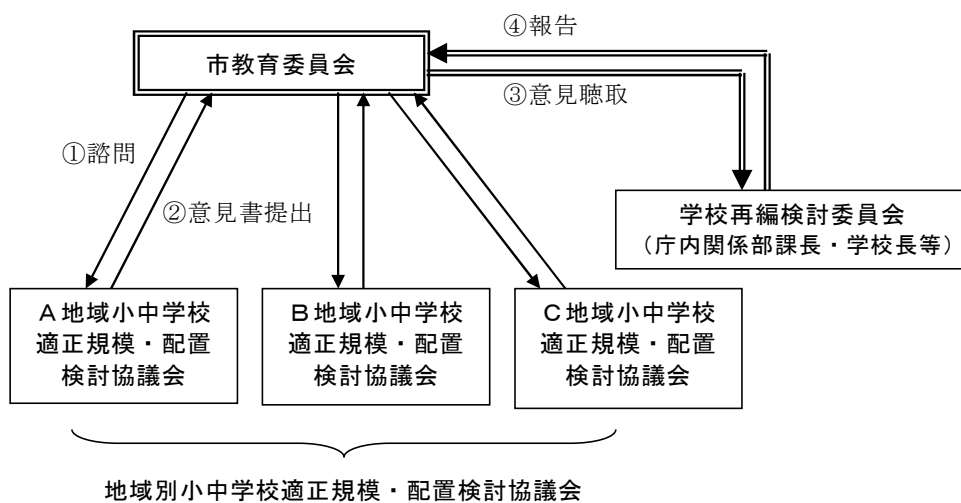 ④報告
市教育委員会
③意見聴取
①諮問
②意見書提出
学校再編検討委員会
（庁内関係部課長・学校長等）
Ａ地域小中学校
適正規模・配置
検討協議会
Ｂ地域小中学校
適正規模・配置
検討協議会
Ｃ地域小中学校
適正規模・配置
検討協議会
地域別小中学校適正規模・配置検討協議会